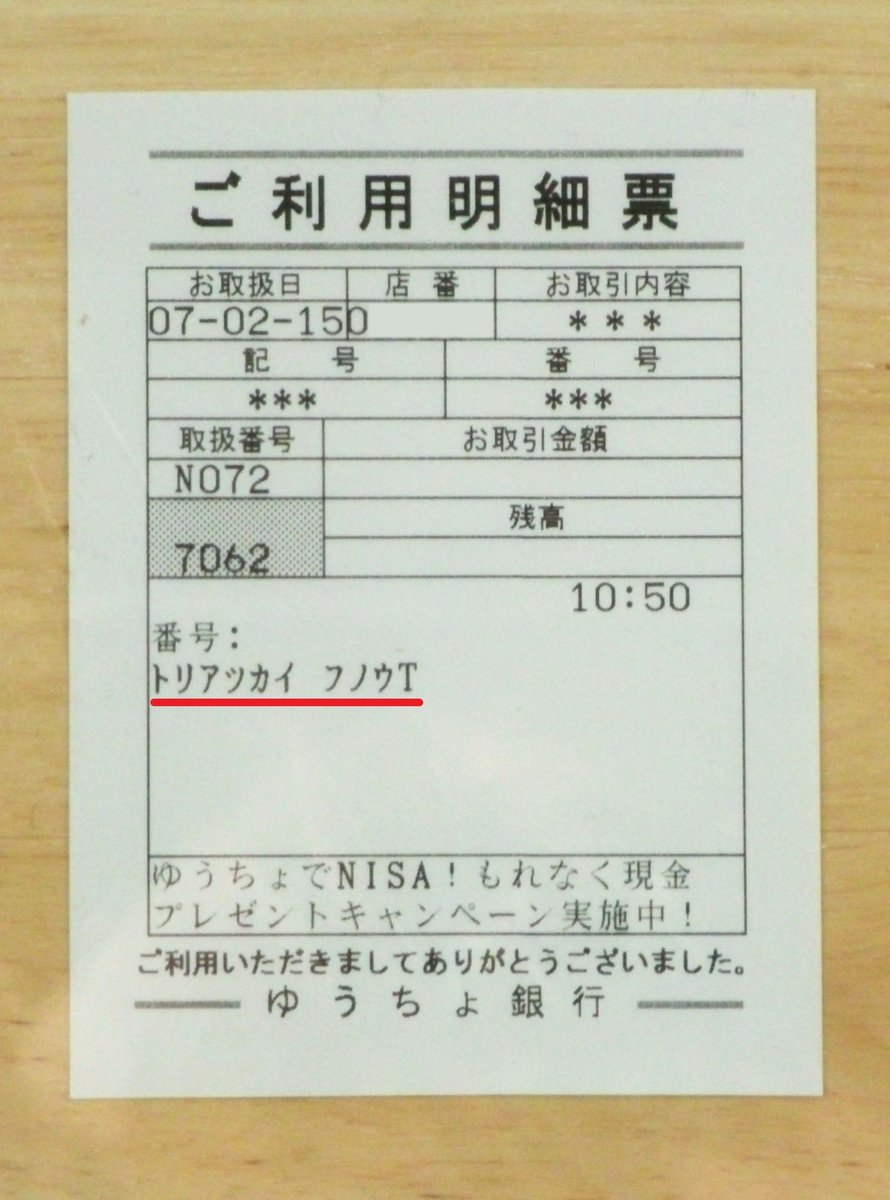 ご利用明細票
お取扱日 店番 お取引内容
07-02-150 ***
記号 番号
*** ***
取扱番号 お取引金額
N072
残高
7062
10:50
番号:
トリアツカイ フノウT
ゆうちょでNISA!もれなく現金
プレゼントキャンペーン実施中!
ご利用いただきましてありがとうございました。
ゆうちょ銀行